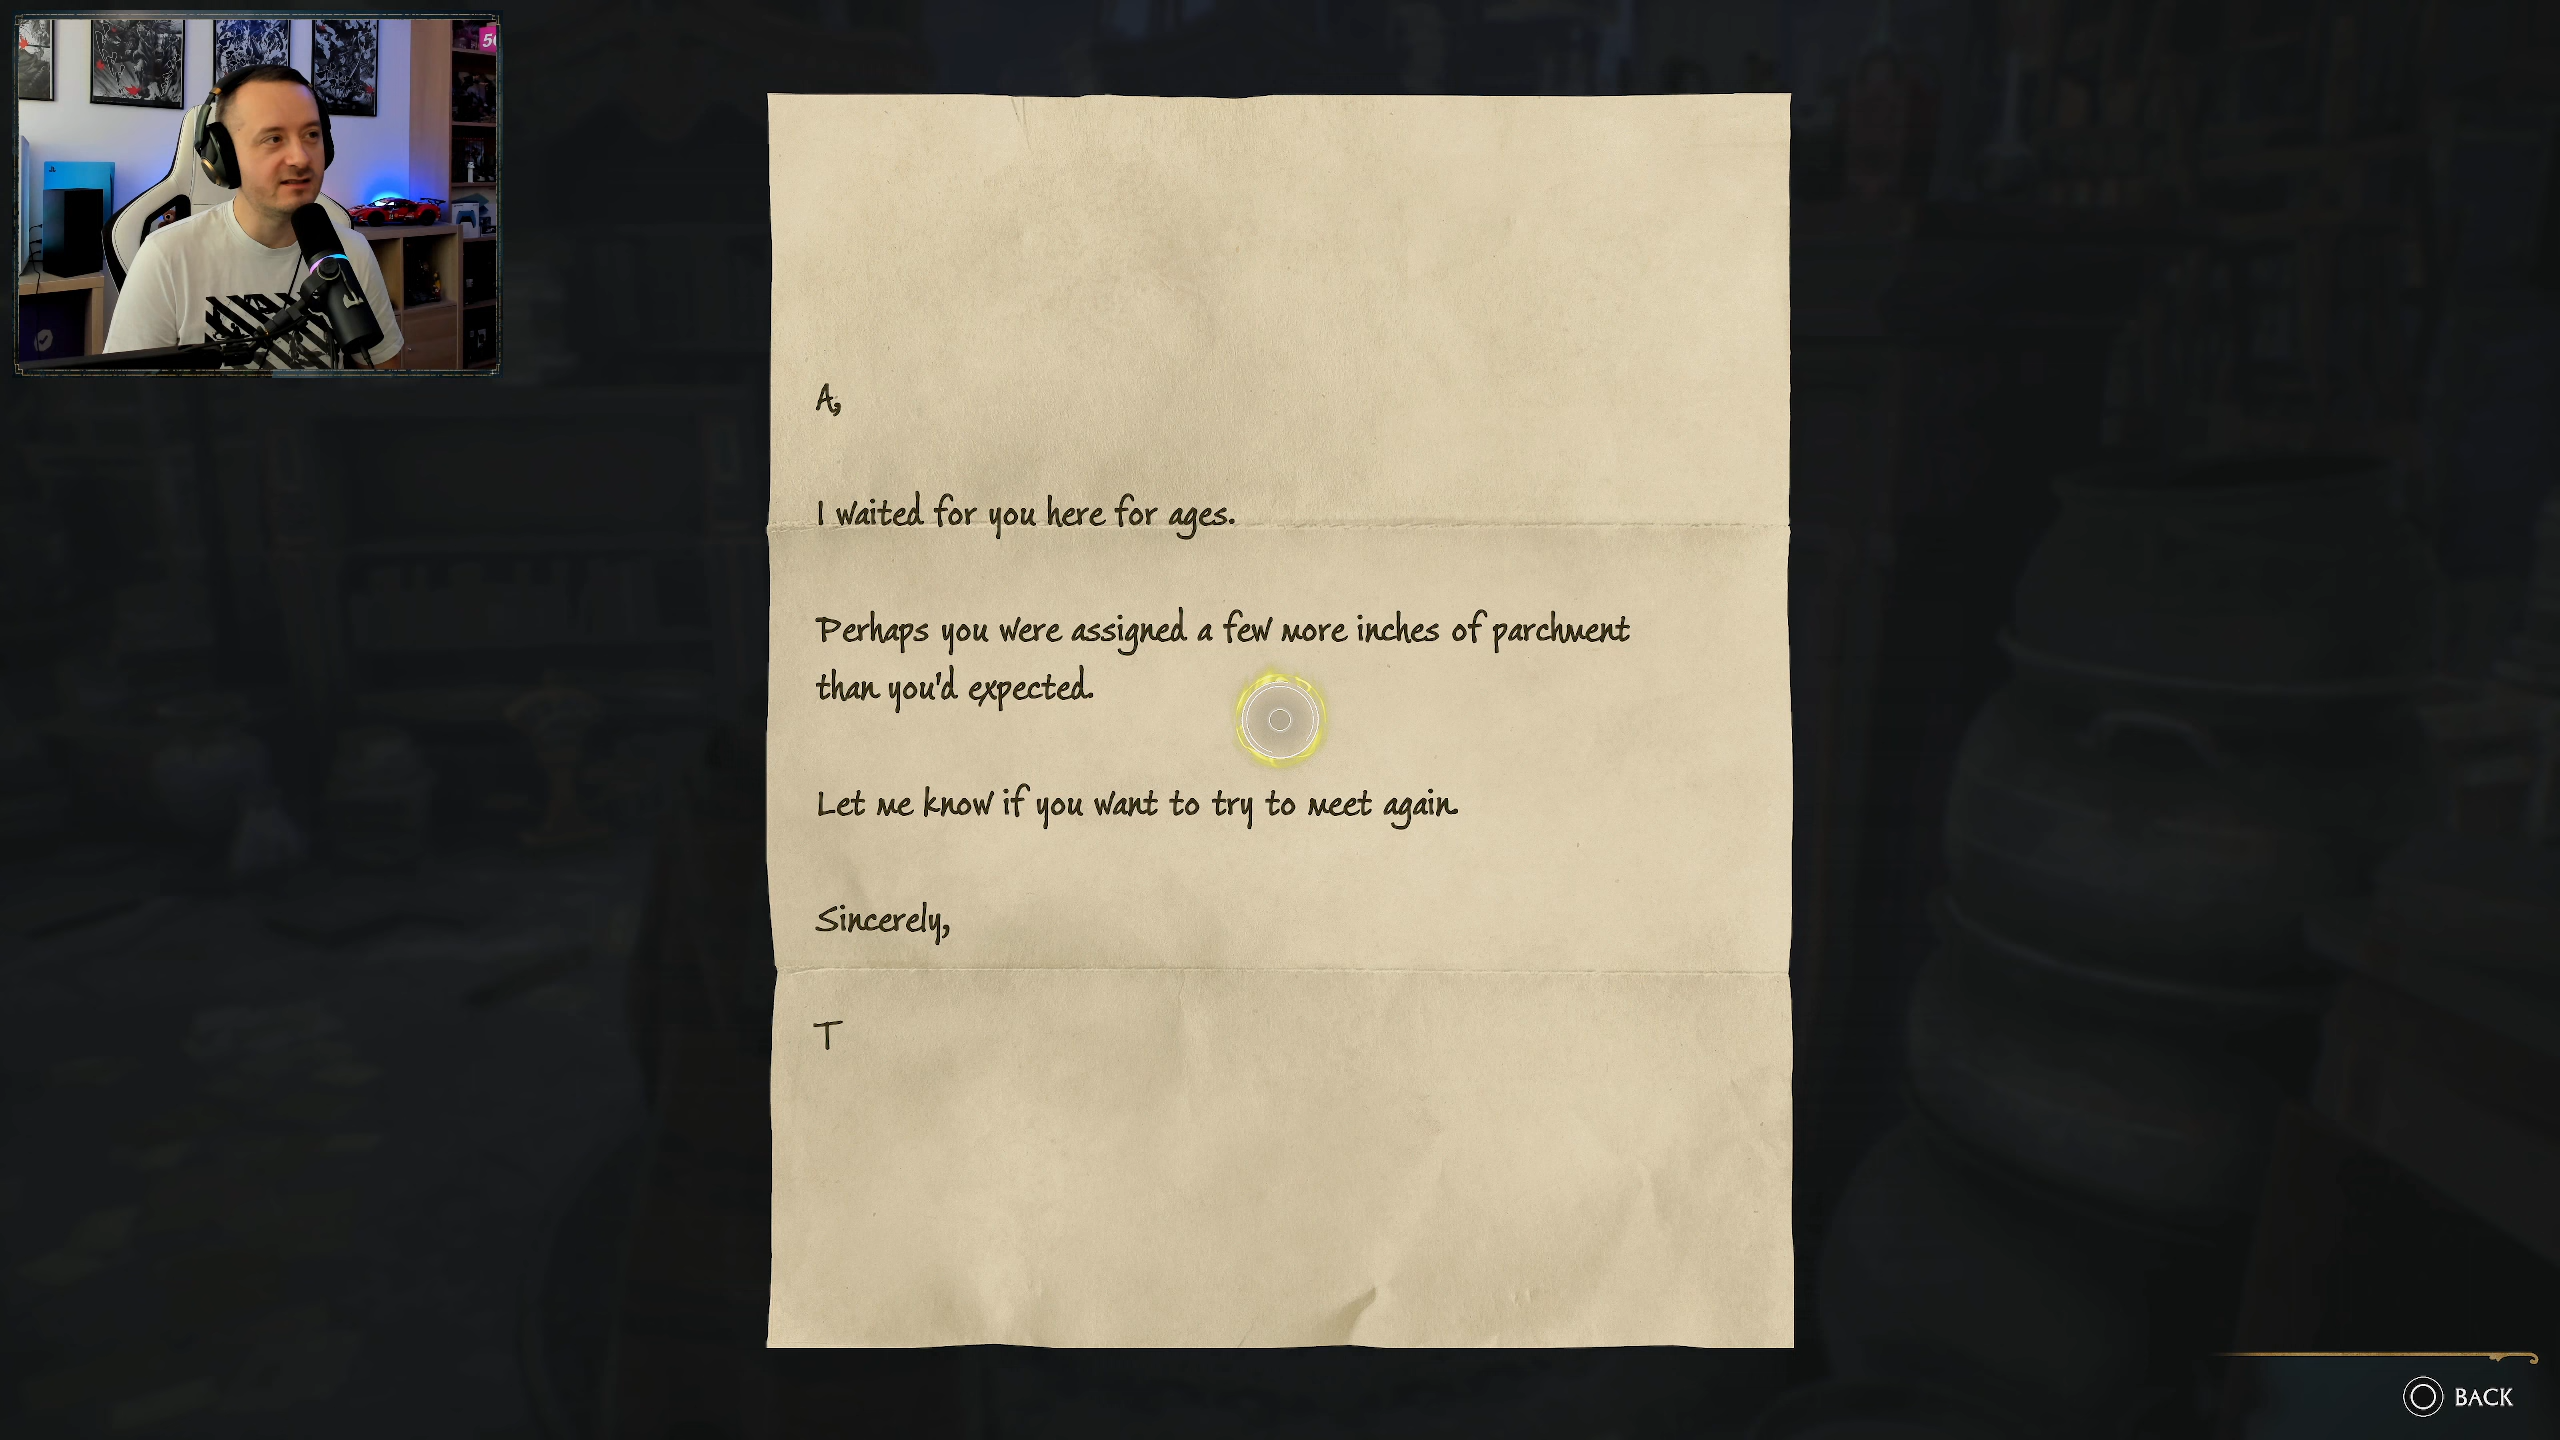 A,
I waited for you here for ages.
Perhaps you were assigned a few more inches of parchment
than you'd expected.
Let me know if you want to try to meet again.
Sincerely,
T
BACK